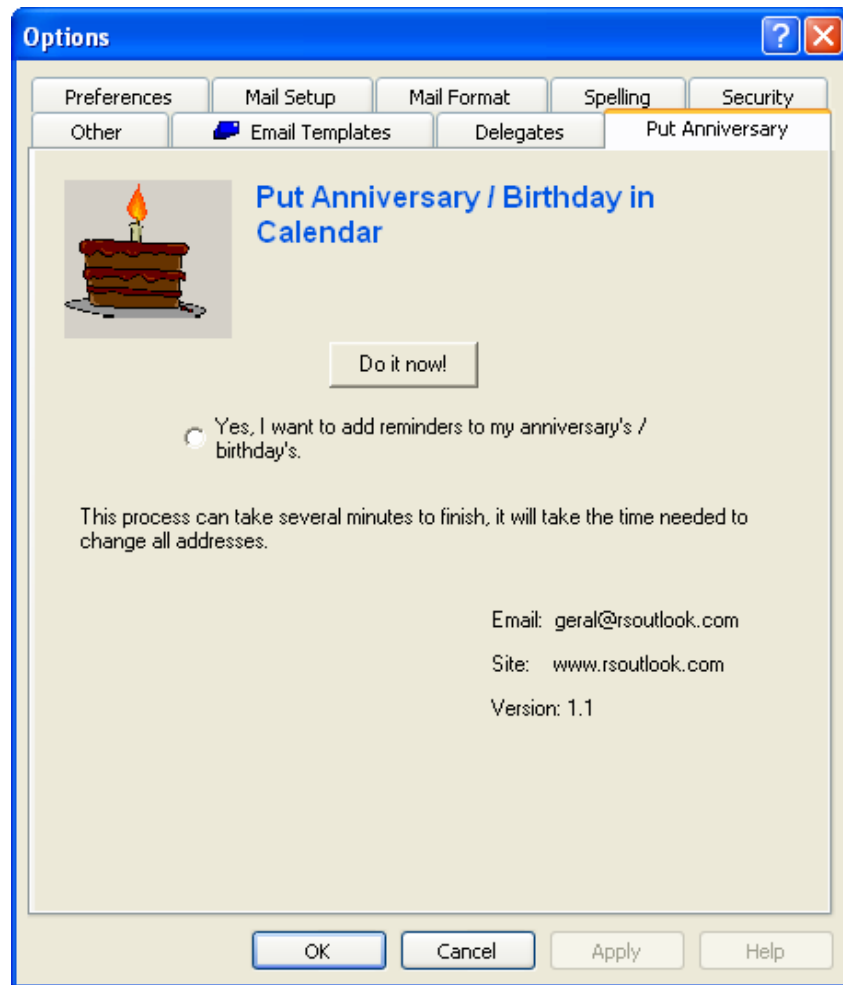 Options
Preferences Mail Setup Mail Format Spelling Security
Other Email Templates Delegates Put Anniversary
Put Anniversary / Birthday in
Calendar
Do it now!
Yes, I want to add reminders to my anniversary's /
birthday's.
This process can take several minutes to finish, it will take the time needed to
change all addresses.
Email: geral@rsoutlook.com
Site: www.rsoutlook.com
Version: 1.1
OK Cancel Apply Help